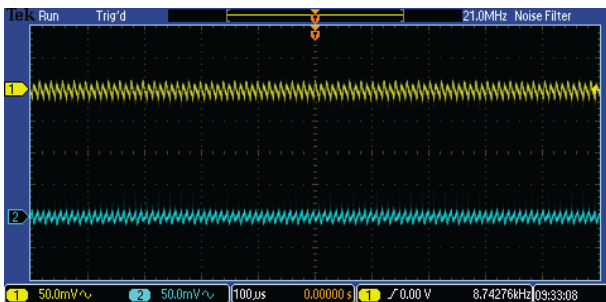 Tek Run Trig'd 21.0MHz Noise Filter
1
2
1 50.0mV∿ 2 50.0mV∿ 100µs 0.00000 s 1 ∫ 0.00 V 8.74276kHz 09:33:08